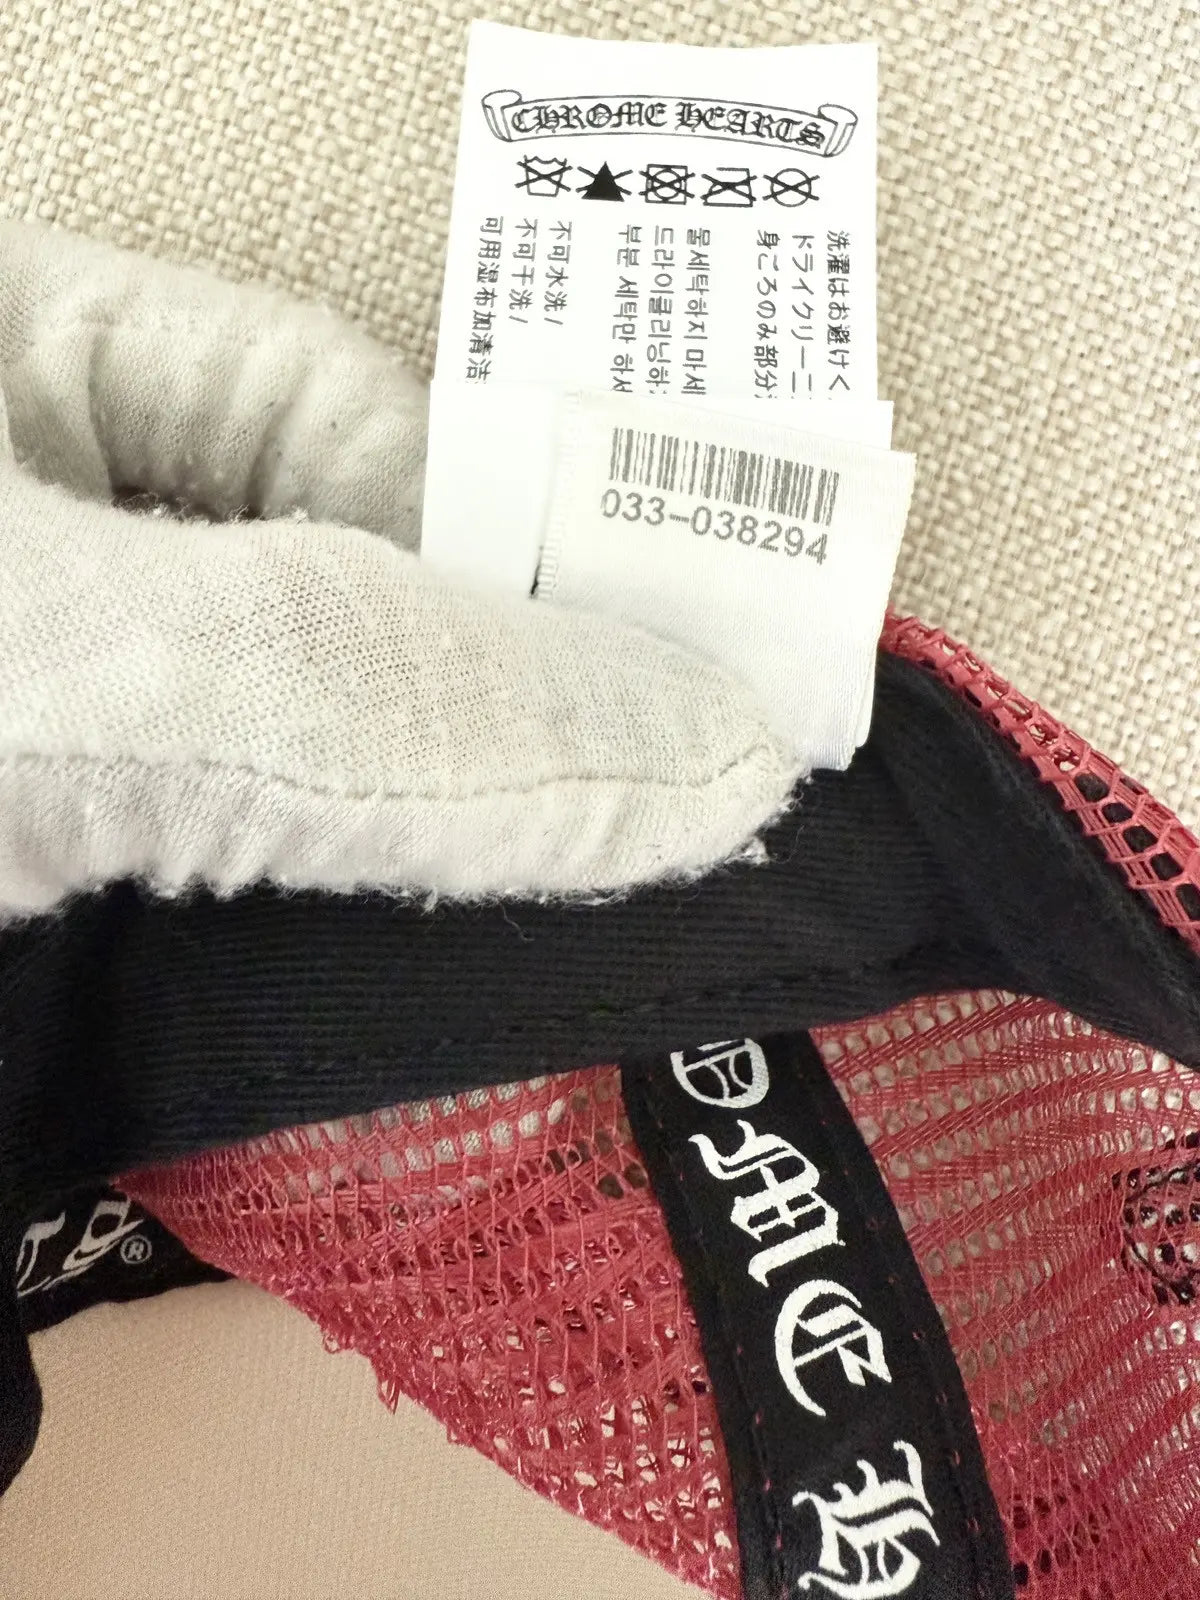 CHROME HEARTS
洗濯はお避けく
ドライクリーニ
身ごろのみ部分
물세탁하지 마세
드라이클리닝하
부분 세탁만 하세
不可水洗/
不可干洗/
可用湿布加清洁
033-038294
OME H
TS®